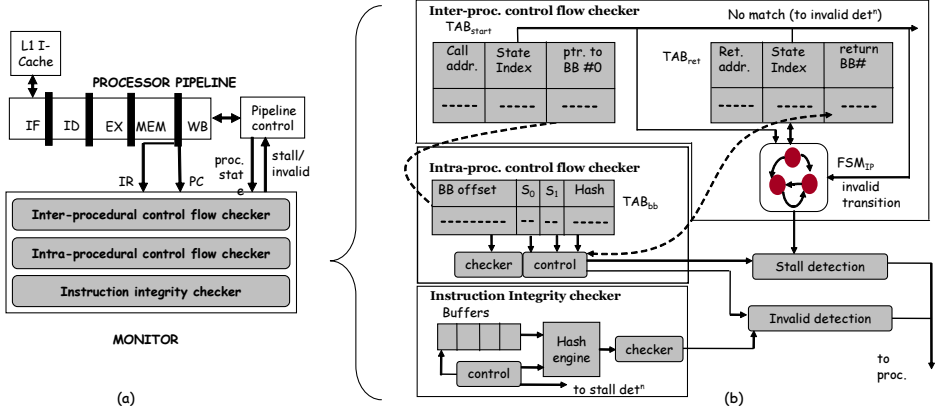 L1 I-
Cache
PROCESSOR PIPELINE
IF ID EX MEM WB
Pipeline
control
IR
PC
proc.
stat
e
stall/
invalid
Inter-procedural control flow checker
Intra-procedural control flow checker
Instruction integrity checker
MONITOR
(a)
Inter-proc. control flow checker
TABstart
No match (to invalid detⁿ)
Call
addr.
State
Index
ptr. to
BB #0
TABret
Ret.
addr.
State
Index
return
BB#
FSMIP
invalid
transition
Intra-proc. control flow checker
BB offset S0 S1 Hash
TABbb
checker
control
Stall detection
Instruction Integrity checker
Buffers
Hash
engine
checker
control
to stall detⁿ
Invalid detection
to
proc.
(b)